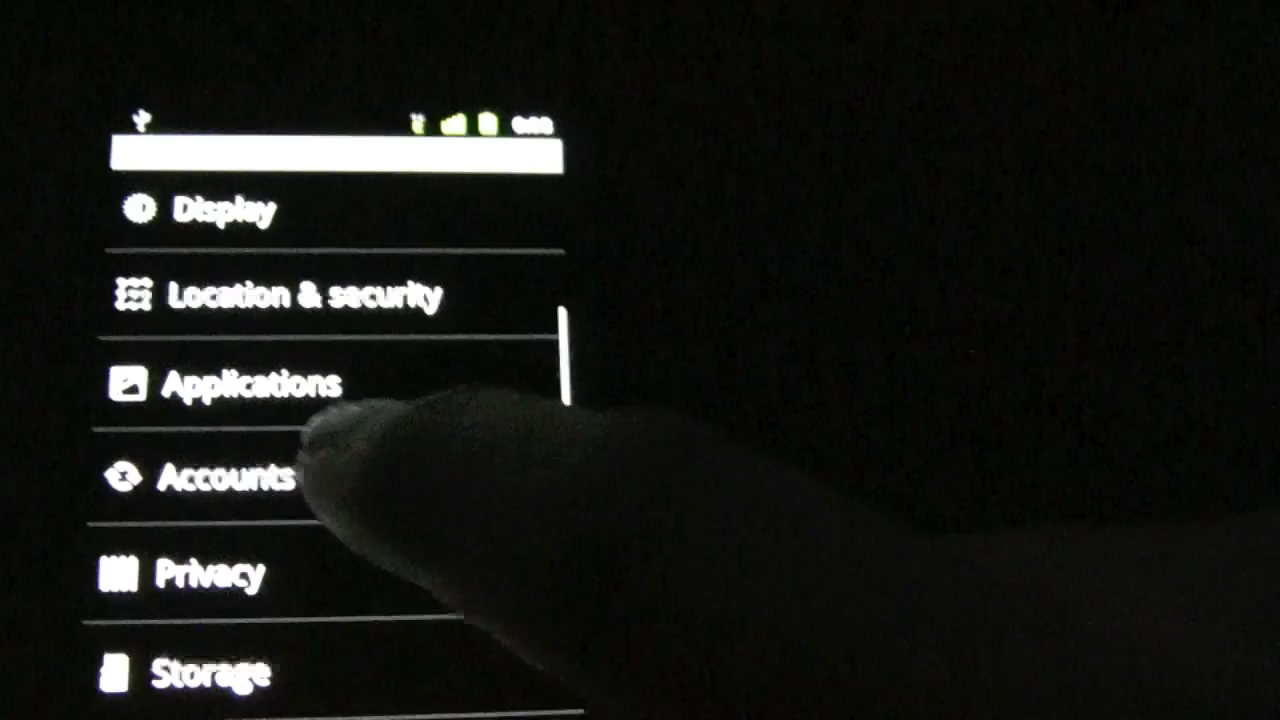 Display
Location & security
Applications
Accounts
Privacy
Storage